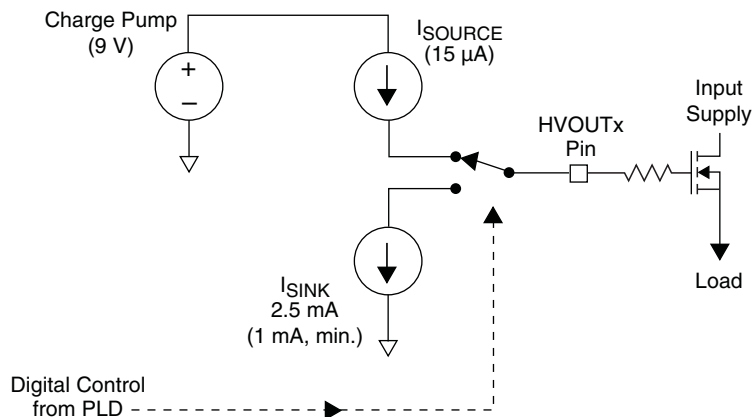 Charge Pump
(9 V)
+
–
ISOURCE
(15 µA)
Input
Supply
HVOUTx
Pin
Load
ISINK
2.5 mA
(1 mA, min.)
Digital Control
from PLD